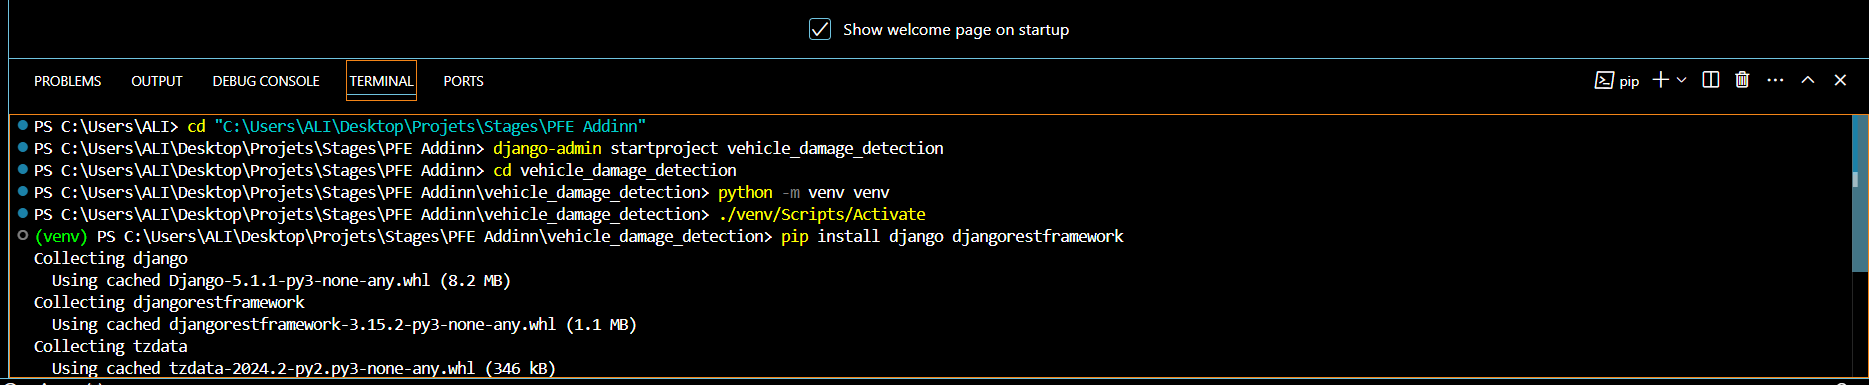 Show welcome page on startup
PROBLEMS OUTPUT DEBUG CONSOLE TERMINAL PORTS pip
PS C:\Users\ALI> cd "C:\Users\ALI\Desktop\Projets\Stages\PFE Addinn"
PS C:\Users\ALI\Desktop\Projets\Stages\PFE Addinn> django-admin startproject vehicle_damage_detection
PS C:\Users\ALI\Desktop\Projets\Stages\PFE Addinn> cd vehicle_damage_detection
PS C:\Users\ALI\Desktop\Projets\Stages\PFE Addinn\vehicle_damage_detection> python -m venv venv
PS C:\Users\ALI\Desktop\Projets\Stages\PFE Addinn\vehicle_damage_detection> ./venv/Scripts/Activate
(venv) PS C:\Users\ALI\Desktop\Projets\Stages\PFE Addinn\vehicle_damage_detection> pip install django djangorestframework
Collecting django
Using cached Django-5.1.1-py3-none-any.whl (8.2 MB)
Collecting djangorestframework
Using cached djangorestframework-3.15.2-py3-none-any.whl (1.1 MB)
Collecting tzdata
Using cached tzdata-2024.2-py2.py3-none-any.whl (346 kB)